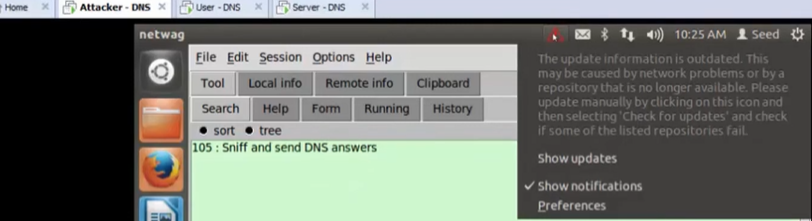 Home
Attacker - DNS
User - DNS
Server - DNS
netwag
10:25 AM
Seed
File Edit Session Options Help
Tool Local info Remote info Clipboard
Search Help Form Running History
sort tree
105 : Sniff and send DNS answers
The update information is outdated. This
may be caused by network problems or by a
repository that is no longer available. Please
update manually by clicking on this icon and
then selecting 'Check for updates' and check
if some of the listed repositories fail.
Show updates
Show notifications
Preferences